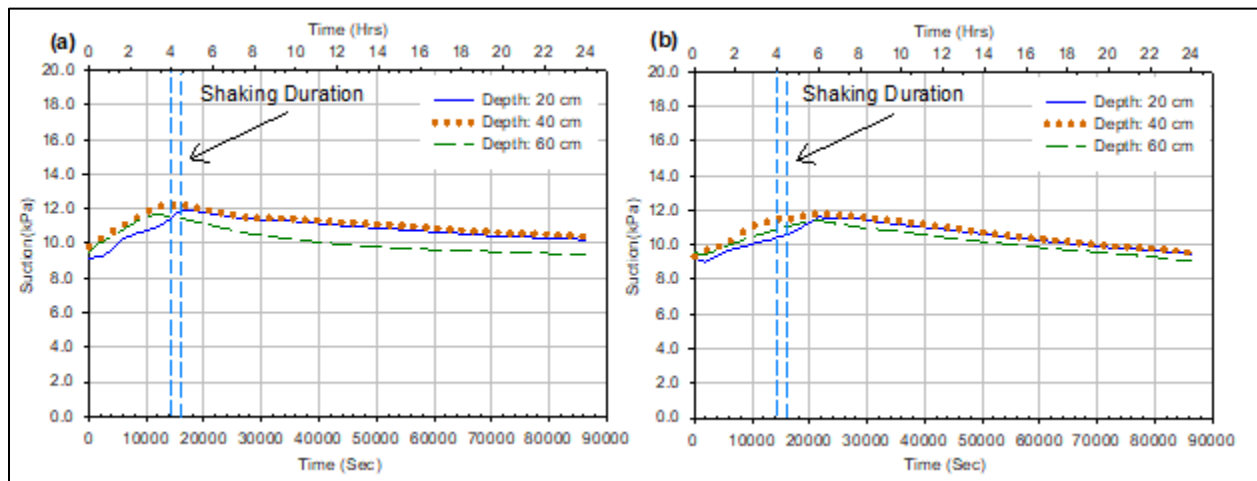 (a)
Time (Hrs)
0 2 4 6 8 10 12 14 16 18 20 22 24
20.0
18.0
16.0
14.0
12.0
10.0
8.0
6.0
4.0
2.0
0.0
Suction(kPa)
Shaking Duration
Depth: 20 cm
Depth: 40 cm
Depth: 60 cm
0 10000 20000 30000 40000 50000 60000 70000 80000 90000
Time (Sec)
(b)
Time (Hrs)
0 2 4 6 8 10 12 14 16 18 20 22 24
20.0
18.0
16.0
14.0
12.0
10.0
8.0
6.0
4.0
2.0
0.0
Suction(kPa)
Shaking Duration
Depth: 20 cm
Depth: 40 cm
Depth: 60 cm
0 10000 20000 30000 40000 50000 60000 70000 80000 90000
Time (Sec)